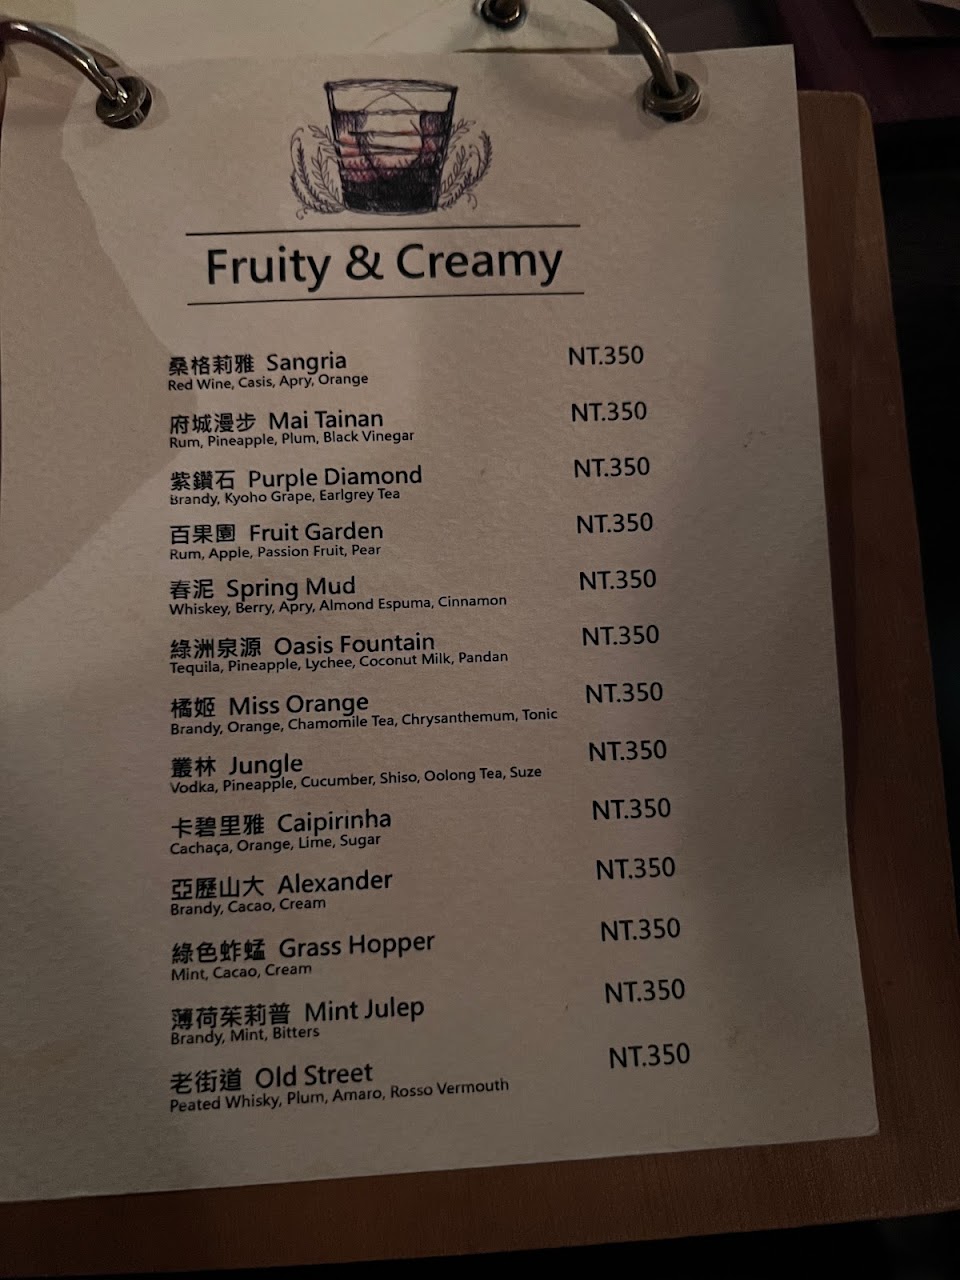 Fruity & Creamy
桑格莉雅 Sangria NT.350
Red Wine, Casis, Apry, Orange
府城漫步 Mai Tainan NT.350
Rum, Pineapple, Plum, Black Vinegar
紫鑽石 Purple Diamond NT.350
Brandy, Kyoho Grape, Earlgrey Tea
百果園 Fruit Garden NT.350
Rum, Apple, Passion Fruit, Pear
春泥 Spring Mud NT.350
Whiskey, Berry, Apry, Almond Espuma, Cinnamon
綠洲泉源 Oasis Fountain NT.350
Tequila, Pineapple, Lychee, Coconut Milk, Pandan
橘姬 Miss Orange NT.350
Brandy, Orange, Chamomile Tea, Chrysanthemum, Tonic
叢林 Jungle NT.350
Vodka, Pineapple, Cucumber, Shiso, Oolong Tea, Suze
卡碧里雅 Caipirinha NT.350
Cachaça, Orange, Lime, Sugar
亞歷山大 Alexander NT.350
Brandy, Cacao, Cream
綠色蚱蜢 Grass Hopper NT.350
Mint, Cacao, Cream
薄荷茱莉普 Mint Julep NT.350
Brandy, Mint, Bitters
老街道 Old Street NT.350
Peated Whisky, Plum, Amaro, Rosso Vermouth